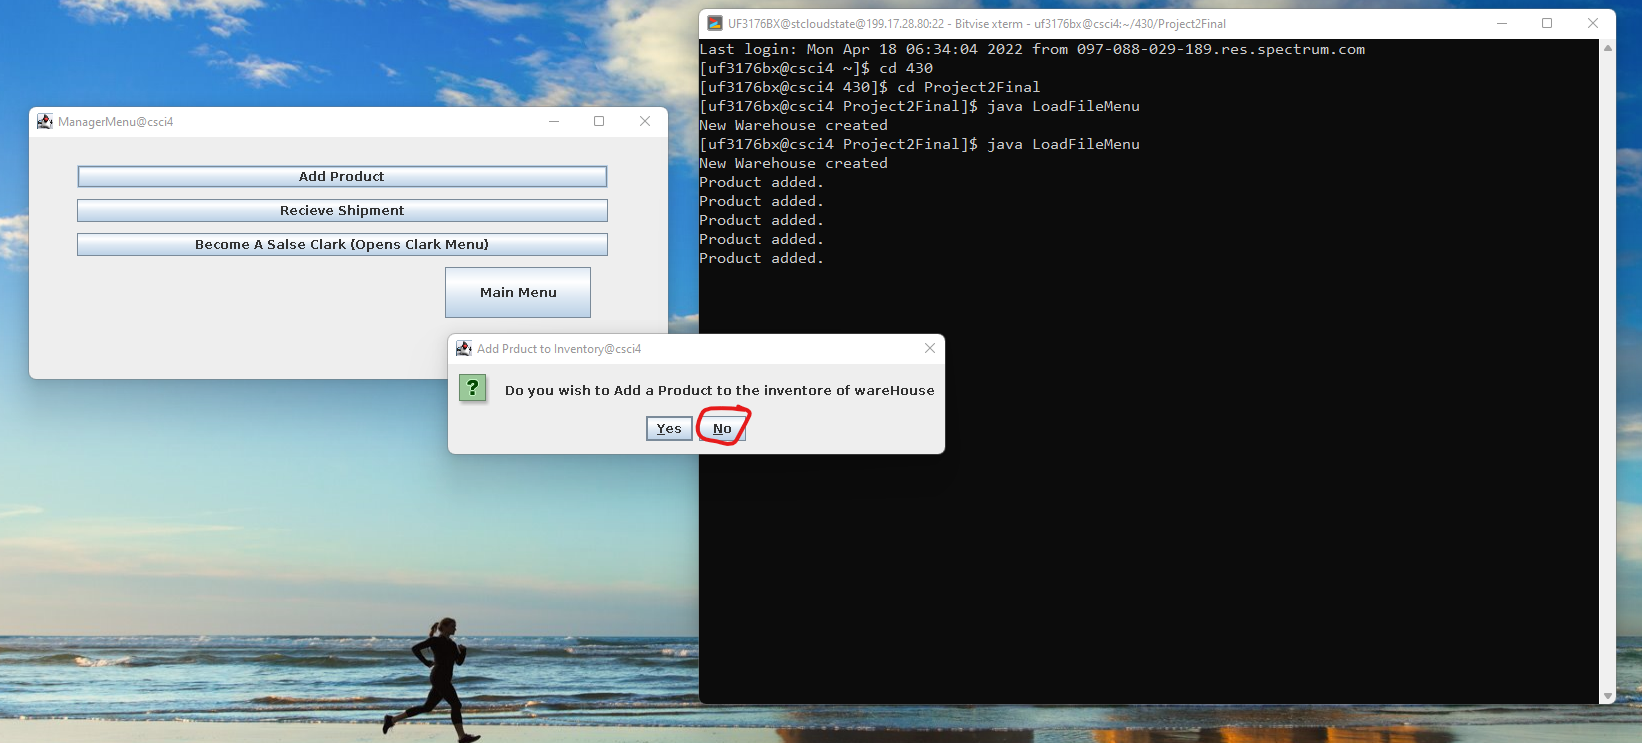 ManagerMenu@csci4
Add Product
Recieve Shipment
Become A Salse Clark (Opens Clark Menu)
Main Menu
Add Prduct to Inventory@csci4
?
Do you wish to Add a Product to the inventore of wareHouse
Yes No
UF3176BX@stcloudstate@199.17.28.80:22 - Bitvise xterm - uf3176bx@csci4:~/430/Project2Final
Last login: Mon Apr 18 06:34:04 2022 from 097-088-029-189.res.spectrum.com
[uf3176bx@csci4 ~]$ cd 430
[uf3176bx@csci4 430]$ cd Project2Final
[uf3176bx@csci4 Project2Final]$ java LoadFileMenu
New Warehouse created
[uf3176bx@csci4 Project2Final]$ java LoadFileMenu
New Warehouse created
Product added.
Product added.
Product added.
Product added.
Product added.